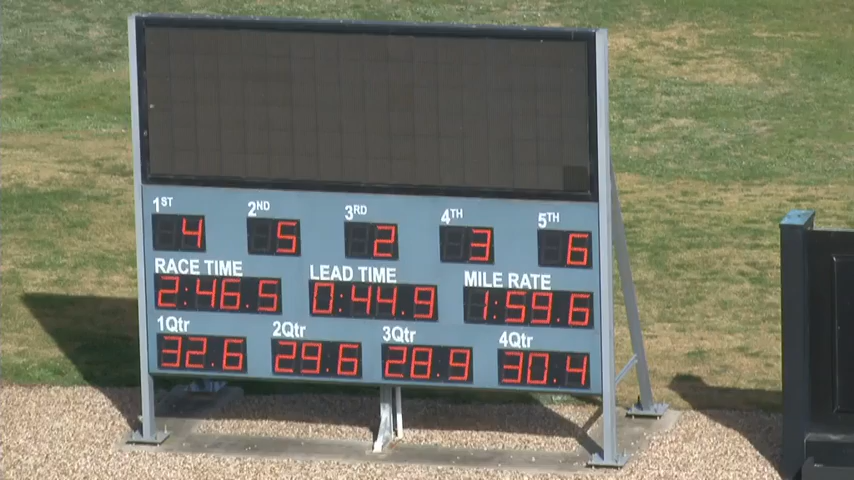 1ST 2ND 3RD 4TH 5TH
4 5 2 3 6
RACE TIME LEAD TIME MILE RATE
2:46.5 0:44.9 1:59.6
1Qtr 2Qtr 3Qtr 4Qtr
32.6 29.6 28.9 30.4